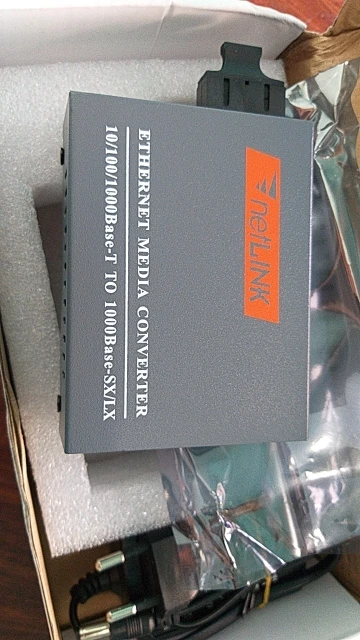 netLINK
ETHERNET MEDIA CONVERTER
10/100/1000Base-T TO 1000Base-SX/LX